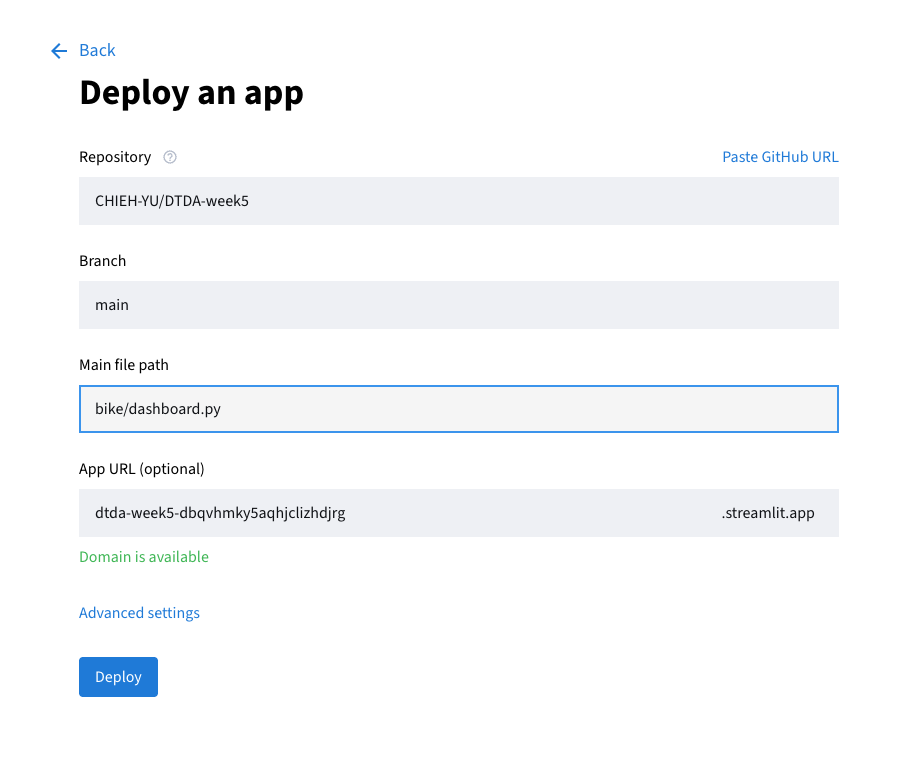 Back
Deploy an app
Repository
Paste GitHub URL
CHIEH-YU/DTDA-week5
Branch
main
Main file path
bike/dashboard.py
App URL (optional)
dtda-week5-dbqvhmky5aqhjclizhdjrg .streamlit.app
Domain is available
Advanced settings
Deploy